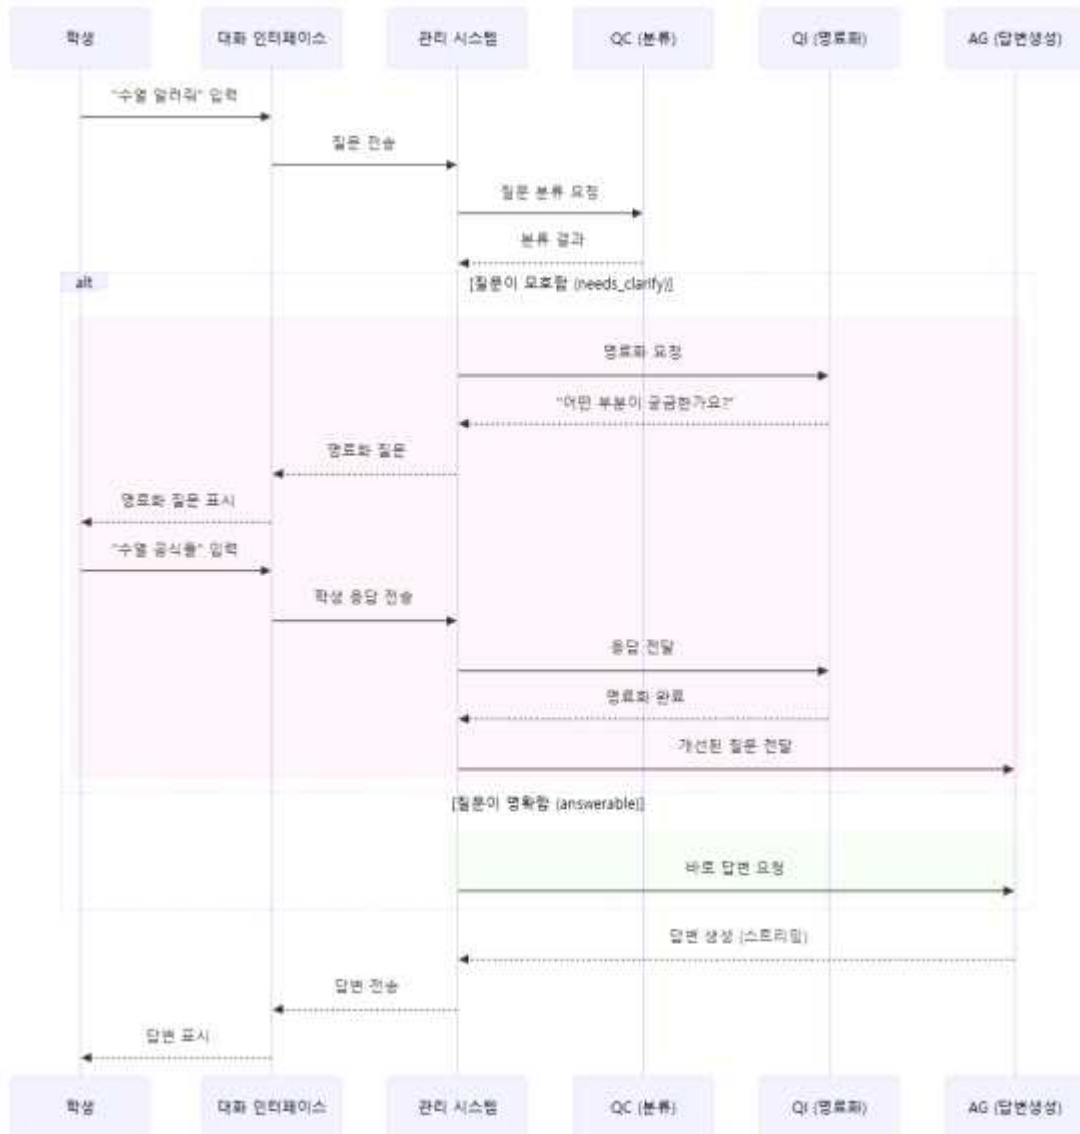 학생 대화 인터페이스 관리 시스템 QC (분류) QI (명료화) AG (답변생성)
"수열 알려줘" 입력
질문 전송
질문 분류 요청
분류 결과
alt [질문이 모호함 (needs_clarify)]
명료화 요청
"어떤 부분이 궁금한가요?"
명료화 질문
명료화 질문 표시
"수열 공식들" 입력
학생 응답 전송
응답 전달
명료화 완료
개선된 질문 전달
[질문이 명확함 (answerable)]
바로 답변 요청
답변 생성 (스트리밍)
답변 전송
답변 표시
학생 대화 인터페이스 관리 시스템 QC (분류) QI (명료화) AG (답변생성)